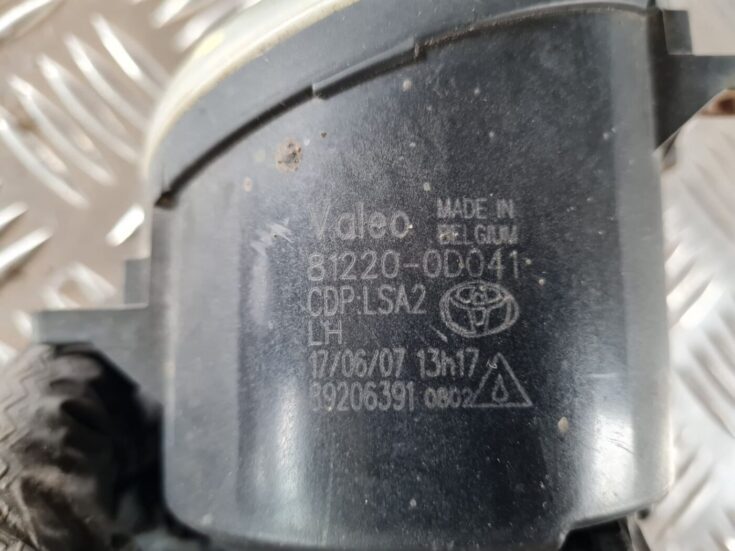 Valeo MADE IN BELGIUM
81220-0D041
CDP:LSA2
LH
17/06/07 13h17
89206391 0802